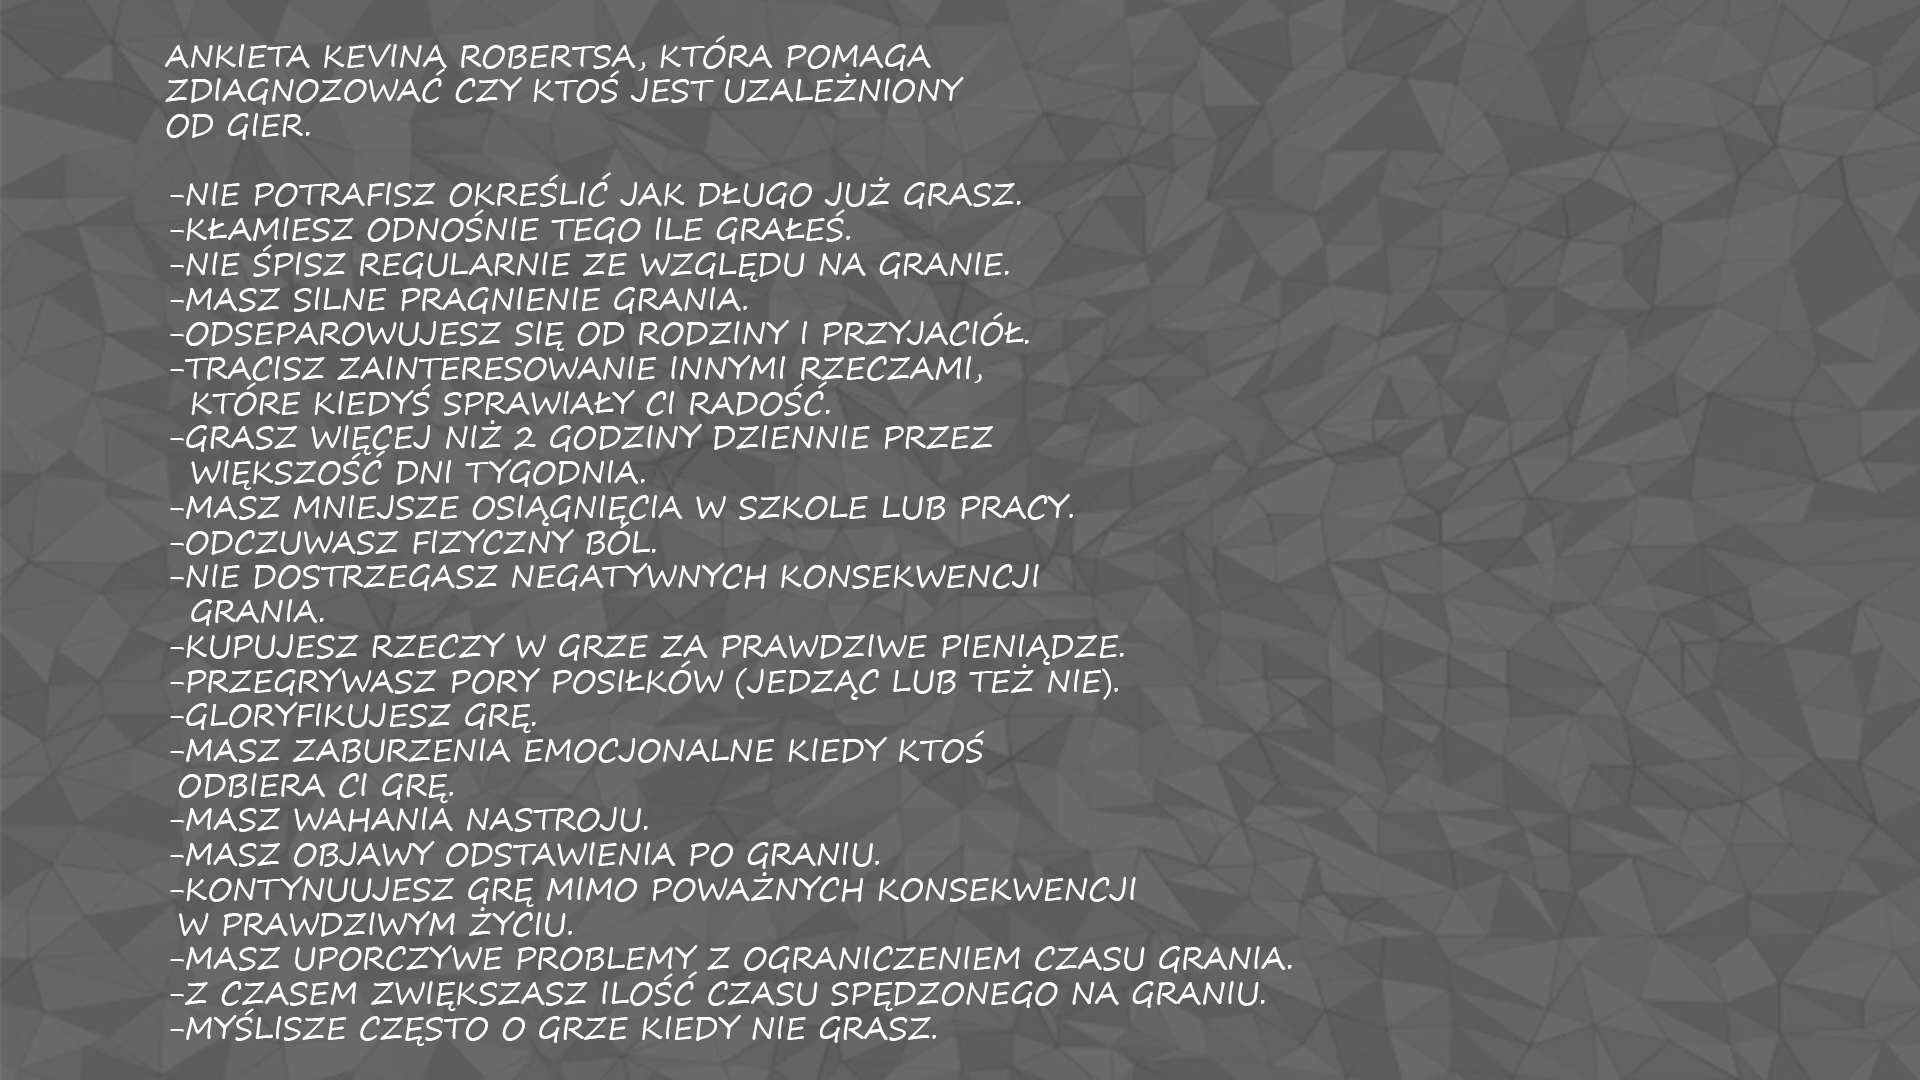 ANKIETA KEVINA ROBERTSA, KTÓRA POMAGA
ZDIAGNOZOWAĆ CZY KTOŚ JEST UZALEŻNIONY
OD GIER.
-NIE POTRAFISZ OKREŚLIĆ JAK DŁUGO JUŻ GRASZ.
-KŁAMIESZ ODNOŚNIE TEGO ILE GRAŁEŚ.
-NIE ŚPISZ REGULARNIE ZE WZGLĘDU NA GRANIE.
-MASZ SILNE PRAGNIENIE GRANIA.
-ODSEPAROWUJESZ SIĘ OD RODZINY I PRZYJACIÓŁ.
-TRACISZ ZAINTERESOWANIE INNYMI RZECZAMI,
KTÓRE KIEDYŚ SPRAWIAŁY CI RADOŚĆ.
-GRASZ WIĘCEJ NIŻ 2 GODZINY DZIENNIE PRZEZ
WIĘKSZOŚĆ DNI TYGODNIA.
-MASZ MNIEJSZE OSIĄGNIĘCIA W SZKOLE LUB PRACY.
-ODCZUWASZ FIZYCZNY BÓL.
-NIE DOSTRZEGASZ NEGATYWNYCH KONSEKWENCJI
GRANIA.
-KUPUJESZ RZECZY W GRZE ZA PRAWDZIWE PIENIĄDZE.
-PRZEGRYWASZ PORY POSIŁKÓW (JEDZĄC LUB TEŻ NIE).
-GLORYFIKUJESZ GRĘ.
-MASZ ZABURZENIA EMOCJONALNE KIEDY KTOŚ
ODBIERA CI GRĘ.
-MASZ WAHANIA NASTROJU.
-MASZ OBJAWY ODSTAWIENIA PO GRANIU.
-KONTYNUUJESZ GRĘ MIMO POWAŻNYCH KONSEKWENCJI
W PRAWDZIWYM ŻYCIU.
-MASZ UPORCZYWE PROBLEMY Z OGRANICZENIEM CZASU GRANIA.
-Z CZASEM ZWIĘKSZASZ ILOŚĆ CZASU SPĘDZONEGO NA GRANIU.
-MYŚLISZE CZĘSTO O GRZE KIEDY NIE GRASZ.